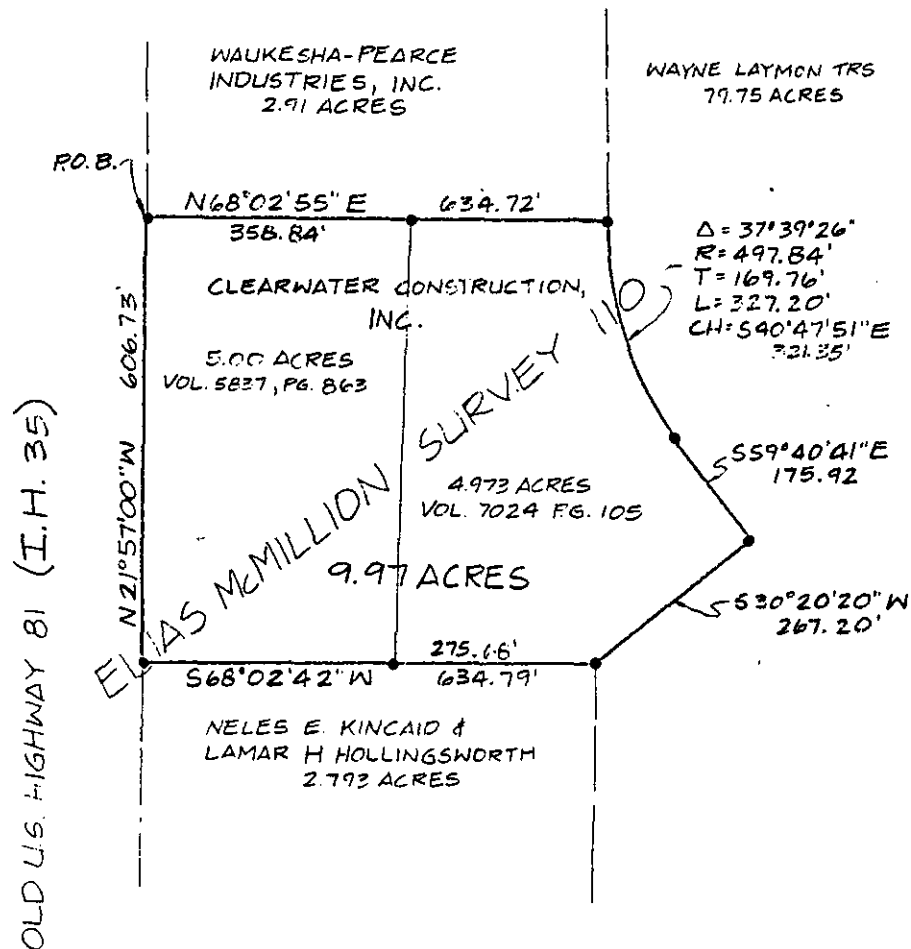 WAUKESHA-PEARCE
INDUSTRIES, INC.
2.91 ACRES
WAYNE LAYMON TRS
77.75 ACRES
P.O.B.
N68°02'55"E
634.72'
358.84'
Δ = 37°39'26"
R = 497.84'
T = 169.76'
L = 327.20'
CH = S40°47'51"E
321.35'
CLEARWATER CONSTRUCTION,
INC.
5.00 ACRES
VOL. 5837, PG. 863
606.73'
N21°57'00"W
OLD U.S. HIGHWAY 81 (I.H. 35)
ELIAS McMILLION SURVEY 110
S59°40'41"E
175.92
4.973 ACRES
VOL. 7024 PG. 105
9.97 ACRES
S30°20'20"W
267.20'
275.68'
S68°02'42"W
634.79'
NELES E. KINCAID &
LAMAR H HOLLINGSWORTH
2.773 ACRES